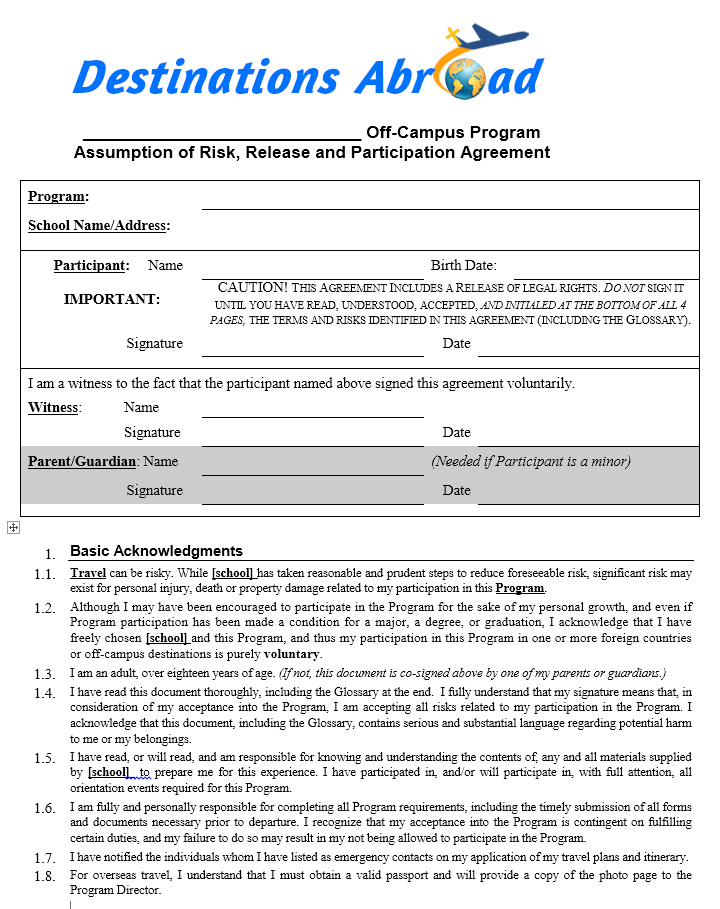 Destinations Abroad
______________________________ Off-Campus Program
Assumption of Risk, Release and Participation Agreement
Program:
School Name/Address:
Participant: Name Birth Date:
IMPORTANT: CAUTION! THIS AGREEMENT INCLUDES A RELEASE OF LEGAL RIGHTS. DO NOT SIGN IT
UNTIL YOU HAVE READ, UNDERSTOOD, ACCEPTED, AND INITIALED AT THE BOTTOM OF ALL 4
PAGES, THE TERMS AND RISKS IDENTIFIED IN THIS AGREEMENT (INCLUDING THE GLOSSARY).
Signature Date
I am a witness to the fact that the participant named above signed this agreement voluntarily.
Witness: Name
Signature Date
Parent/Guardian: Name (Needed if Participant is a minor)
Signature Date
1. Basic Acknowledgments
1.1. Travel can be risky. While [school] has taken reasonable and prudent steps to reduce foreseeable risk, significant risk may
exist for personal injury, death or property damage related to my participation in this Program.
1.2. Although I may have been encouraged to participate in the Program for the sake of my personal growth, and even if
Program participation has been made a condition for a major, a degree, or graduation, I acknowledge that I have
freely chosen [school] and this Program, and thus my participation in this Program in one or more foreign countries
or off-campus destinations is purely voluntary.
1.3. I am an adult, over eighteen years of age. (If not, this document is co-signed above by one of my parents or guardians.)
1.4. I have read this document thoroughly, including the Glossary at the end. I fully understand that my signature means that, in
consideration of my acceptance into the Program, I am accepting all risks related to my participation in the Program. I
acknowledge that this document, including the Glossary, contains serious and substantial language regarding potential harm
to me or my belongings.
1.5. I have read, or will read, and am responsible for knowing and understanding the contents of, any and all materials supplied
by [school] to prepare me for this experience. I have participated in, and/or will participate in, with full attention, all
orientation events required for this Program.
1.6. I am fully and personally responsible for completing all Program requirements, including the timely submission of all forms
and documents necessary prior to departure. I recognize that my acceptance into the Program is contingent on fulfilling
certain duties, and my failure to do so may result in my not being allowed to participate in the Program.
1.7. I have notified the individuals whom I have listed as emergency contacts on my application of my travel plans and itinerary.
1.8. For overseas travel, I understand that I must obtain a valid passport and will provide a copy of the photo page to the
Program Director.